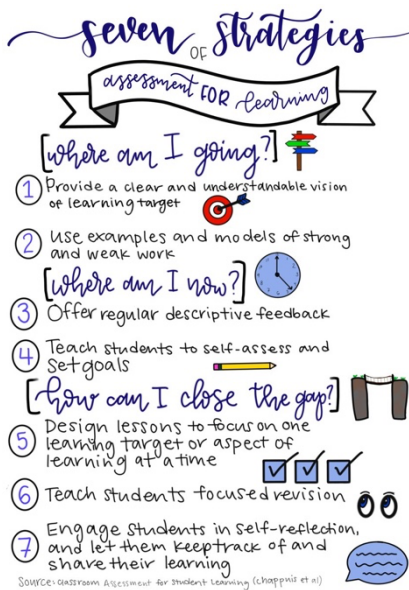 seven OF strategies
assessment FOR learning
[where am I going?]
1 Provide a clear and understandable vision
of learning target
2 Use examples and models of strong
and weak work
[where am I now?]
3 Offer regular descriptive feedback
4 Teach students to self-assess and
set goals
[how can I close the gap?]
5 Design lessons to focus on one
learning target or aspect of
learning at a time
6 Teach students focused revision
7 Engage students in self-reflection,
and let them keep track of and
share their learning
Source: Classroom Assessment for Student Learning (chappuis et al)